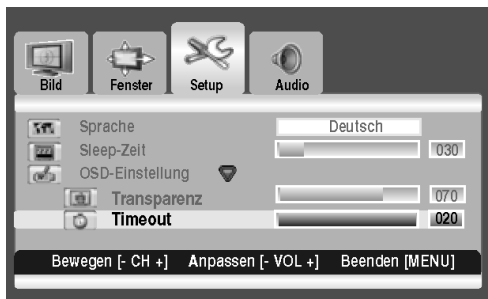 Bild Fenster Setup Audio
Sprache Deutsch
Sleep-Zeit 030
OSD-Einstellung
Transparenz 070
Timeout 020
Bewegen [- CH +] Anpassen [- VOL +] Beenden [MENU]